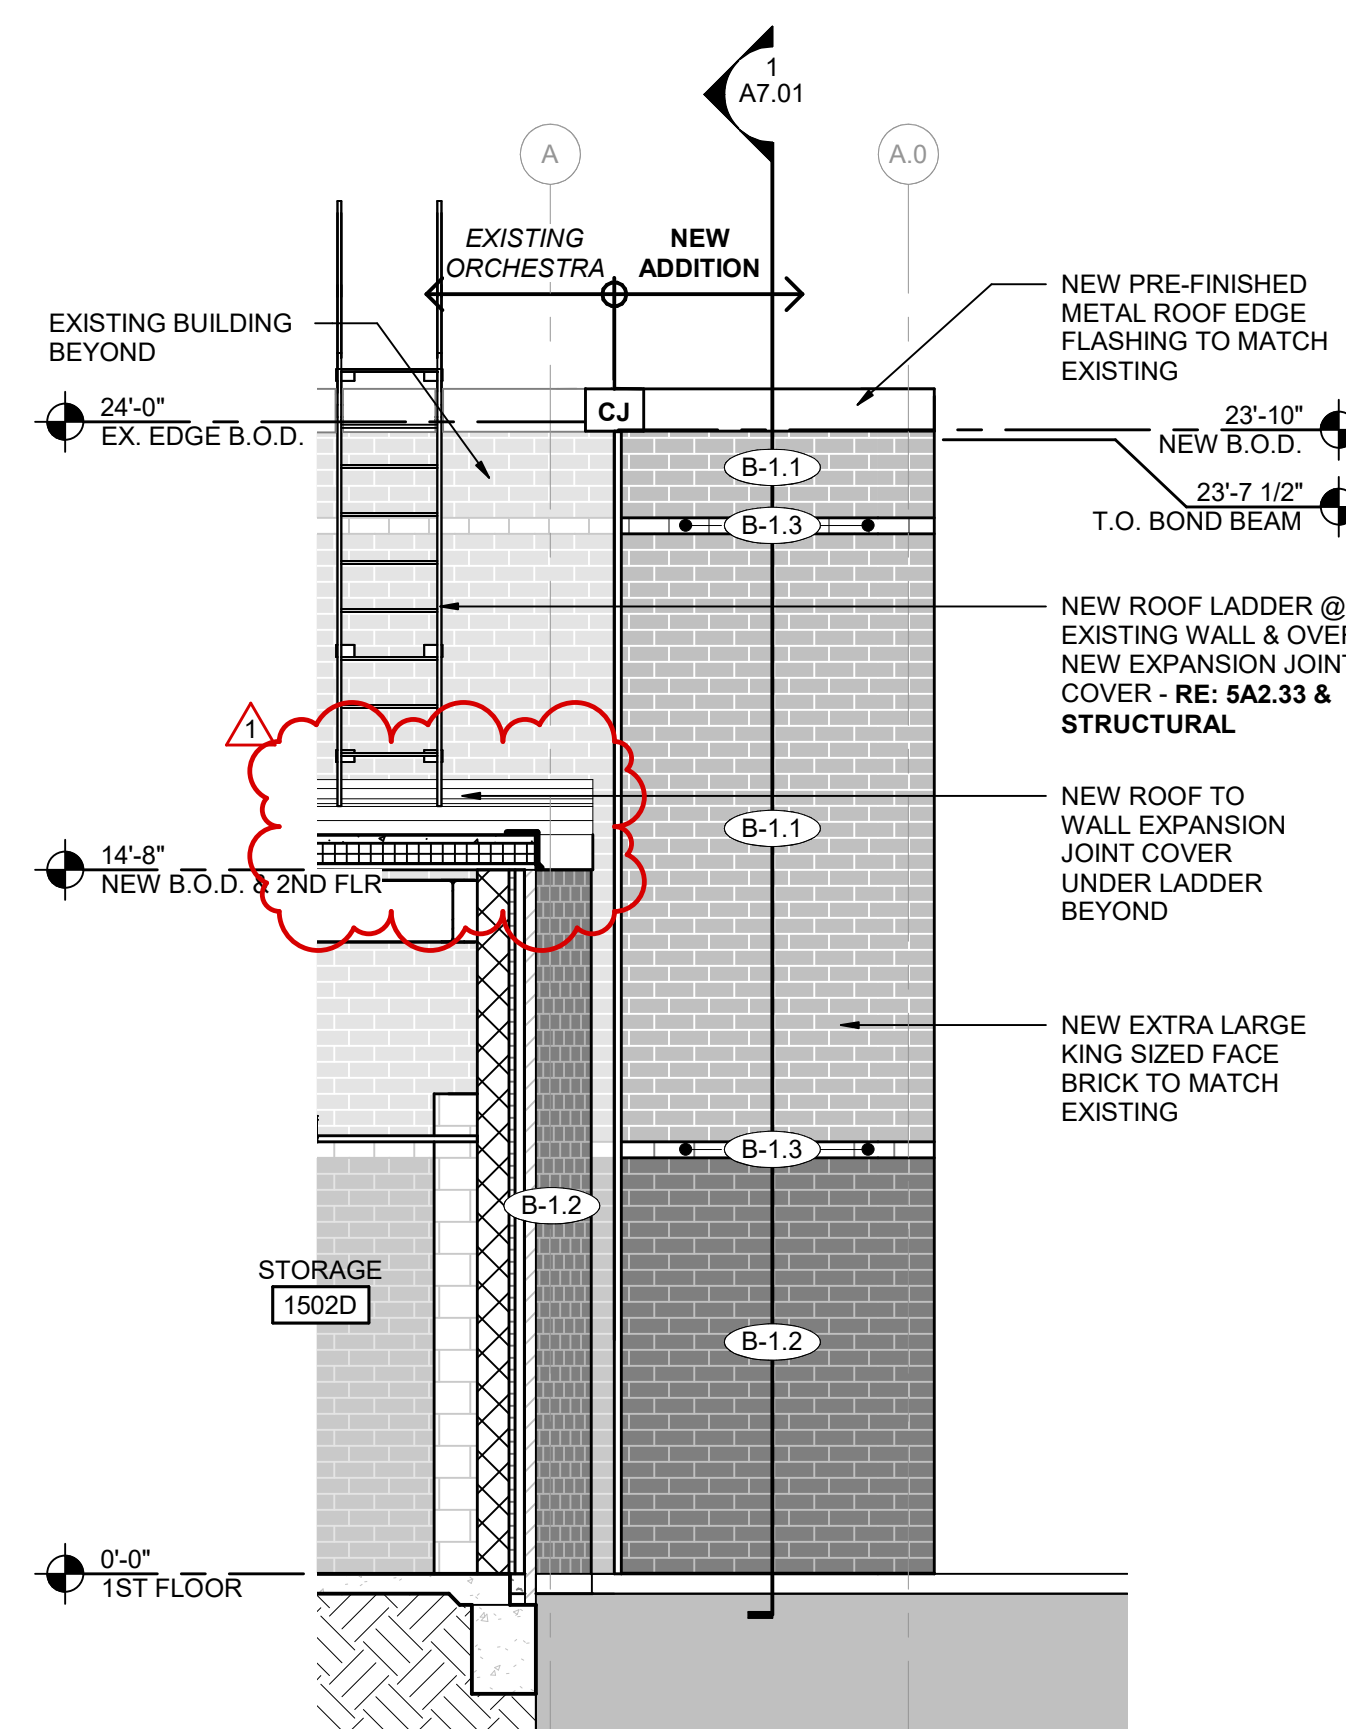 1
A7.01
A
A.0
EXISTING
ORCHESTRA
NEW
ADDITION
EXISTING BUILDING
BEYOND
NEW PRE-FINISHED
METAL ROOF EDGE
FLASHING TO MATCH
EXISTING
24'-0"
EX. EDGE B.O.D.
CJ
23'-10"
NEW B.O.D.
B-1.1
23'-7 1/2"
T.O. BOND BEAM
B-1.3
NEW ROOF LADDER @
EXISTING WALL & OVER
NEW EXPANSION JOINT
COVER - RE: 5A2.33 &
STRUCTURAL
1
NEW ROOF TO
WALL EXPANSION
JOINT COVER
UNDER LADDER
BEYOND
B-1.1
14'-8"
NEW B.O.D. & 2ND FLR
NEW EXTRA LARGE
KING SIZED FACE
BRICK TO MATCH
EXISTING
B-1.3
B-1.2
STORAGE
1502D
B-1.2
0'-0"
1ST FLOOR